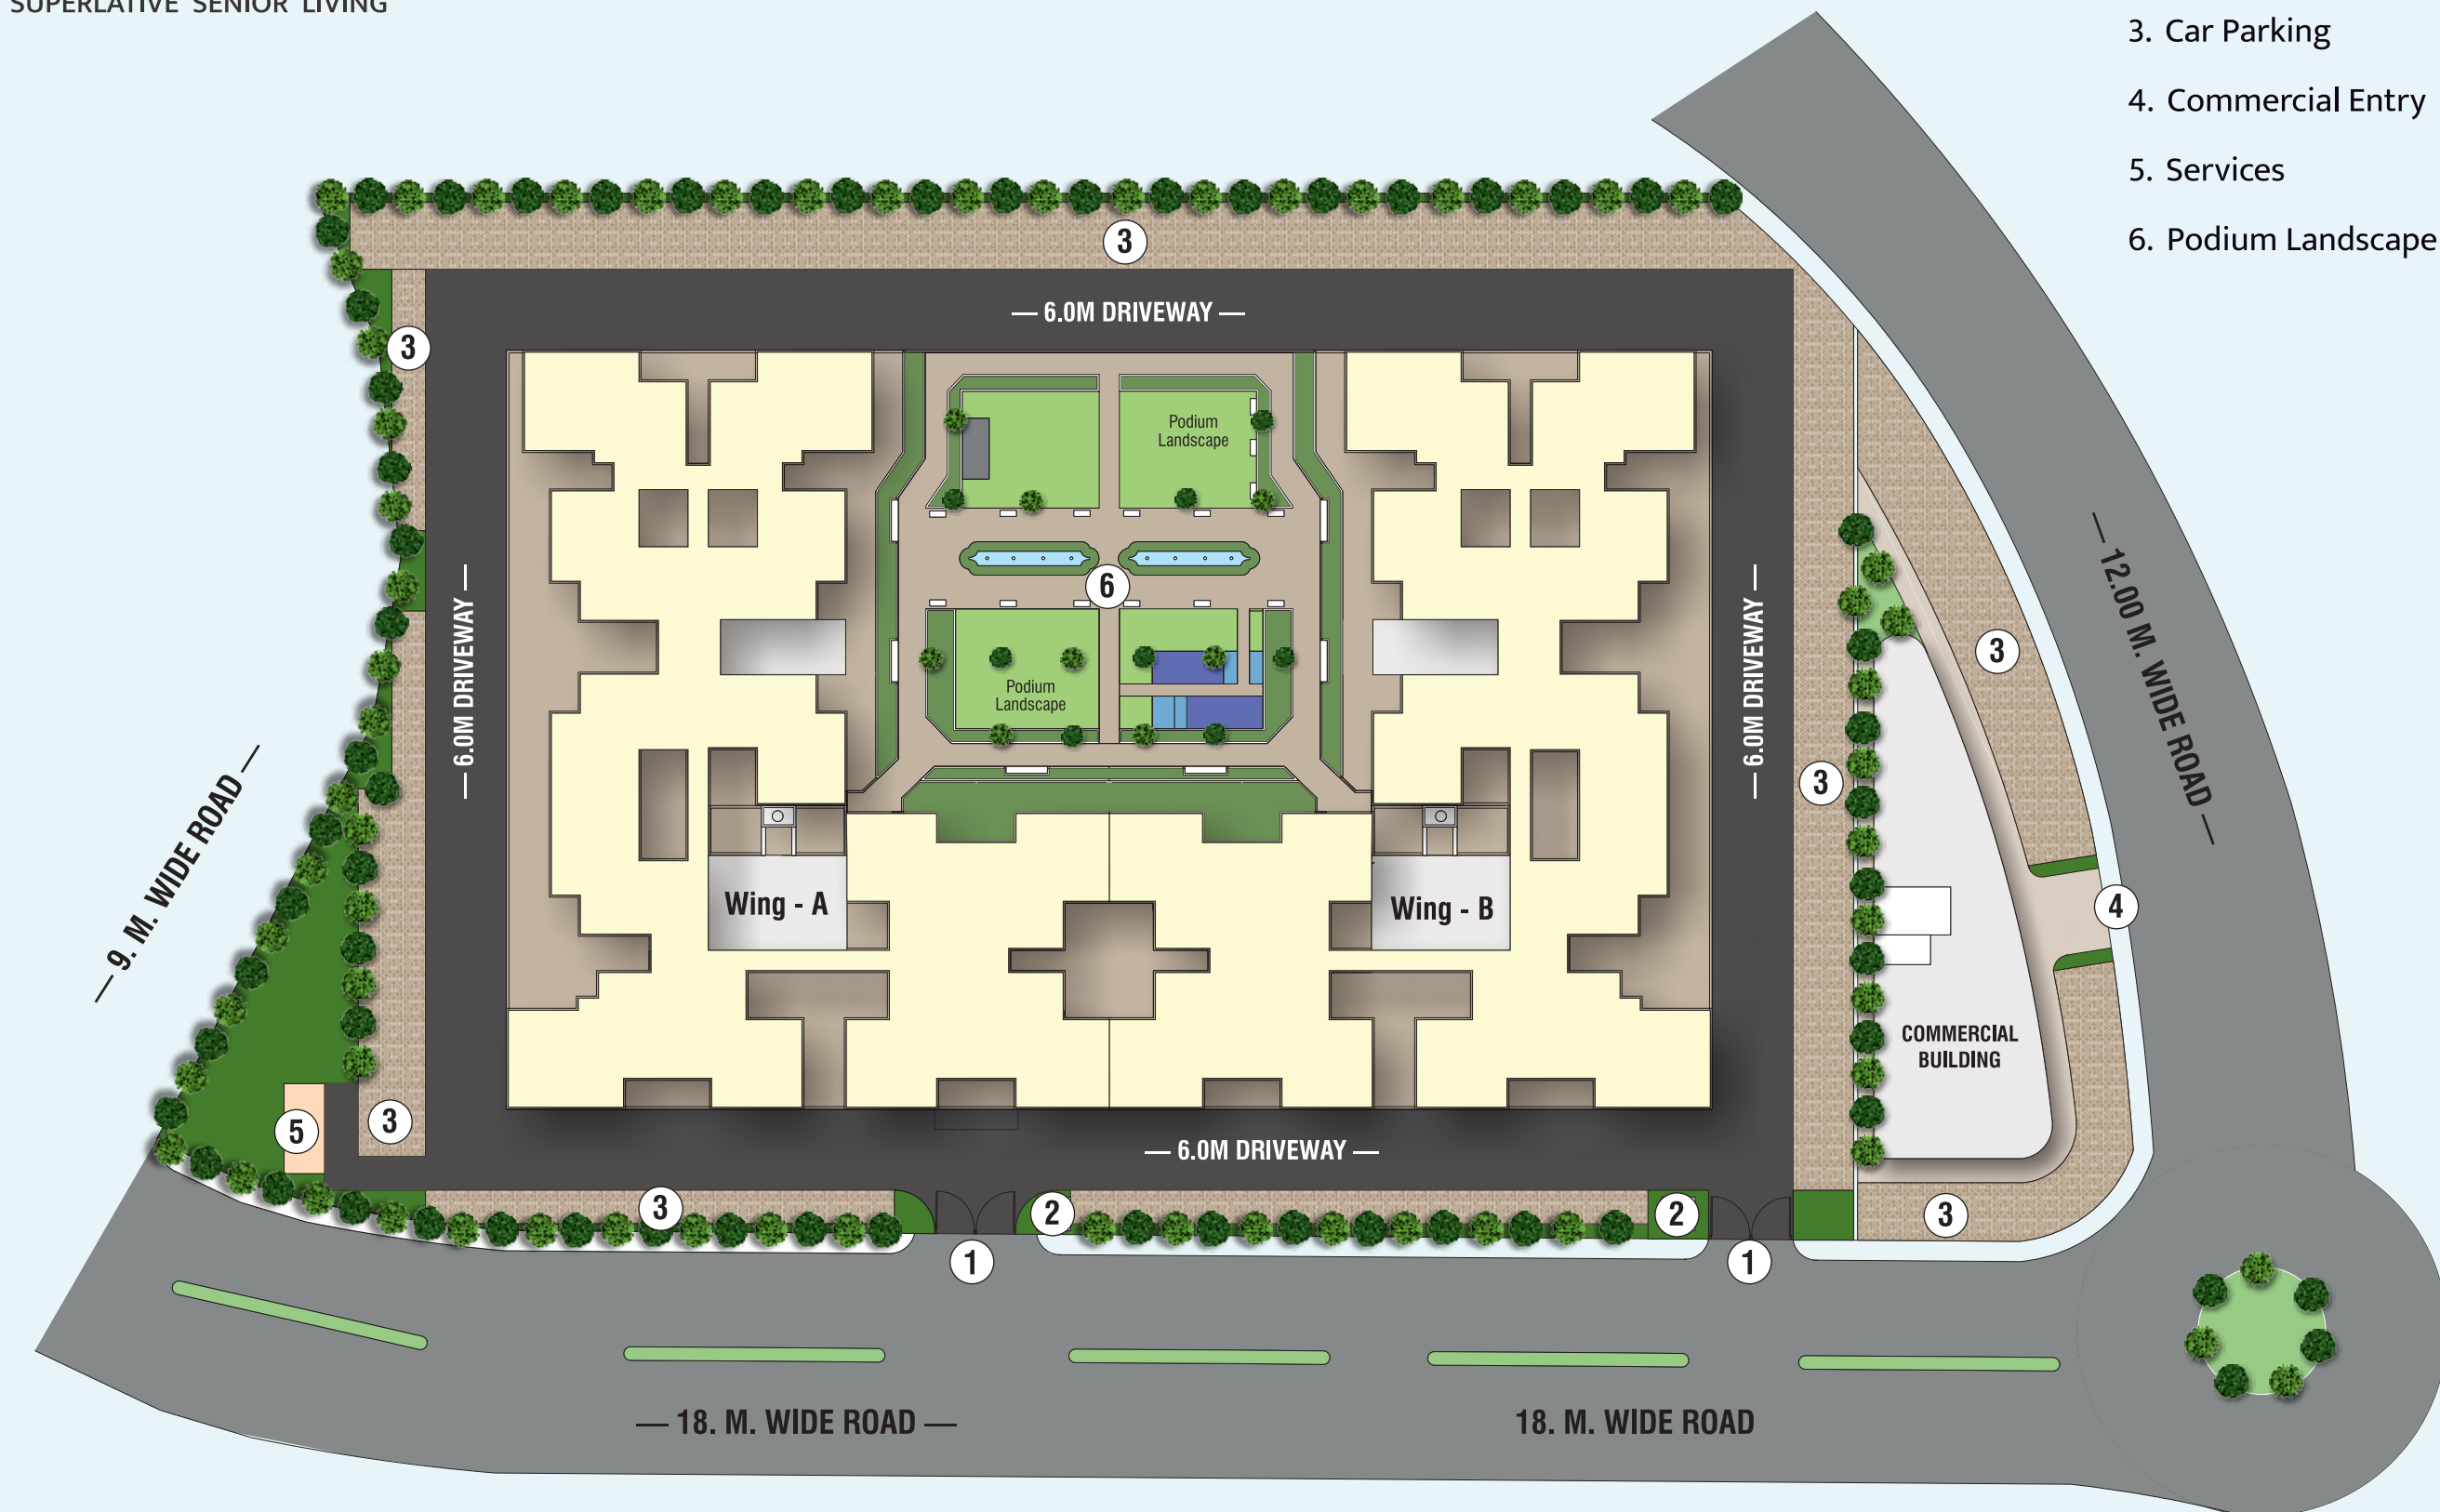 SUPERLATIVE SENIOR LIVING
3. Car Parking
4. Commercial Entry
5. Services
6. Podium Landscape
3
— 6.0M DRIVEWAY —
3
Podium
Landscape
6
— 6.0M DRIVEWAY —
— 6.0M DRIVEWAY —
— 12.00 M. WIDE ROAD —
3
Podium
Landscape
3
— 9. M. WIDE ROAD —
Wing - A
Wing - B
4
COMMERCIAL
BUILDING
5
3
— 6.0M DRIVEWAY —
3
2
2
3
1
1
— 18. M. WIDE ROAD —
18. M. WIDE ROAD